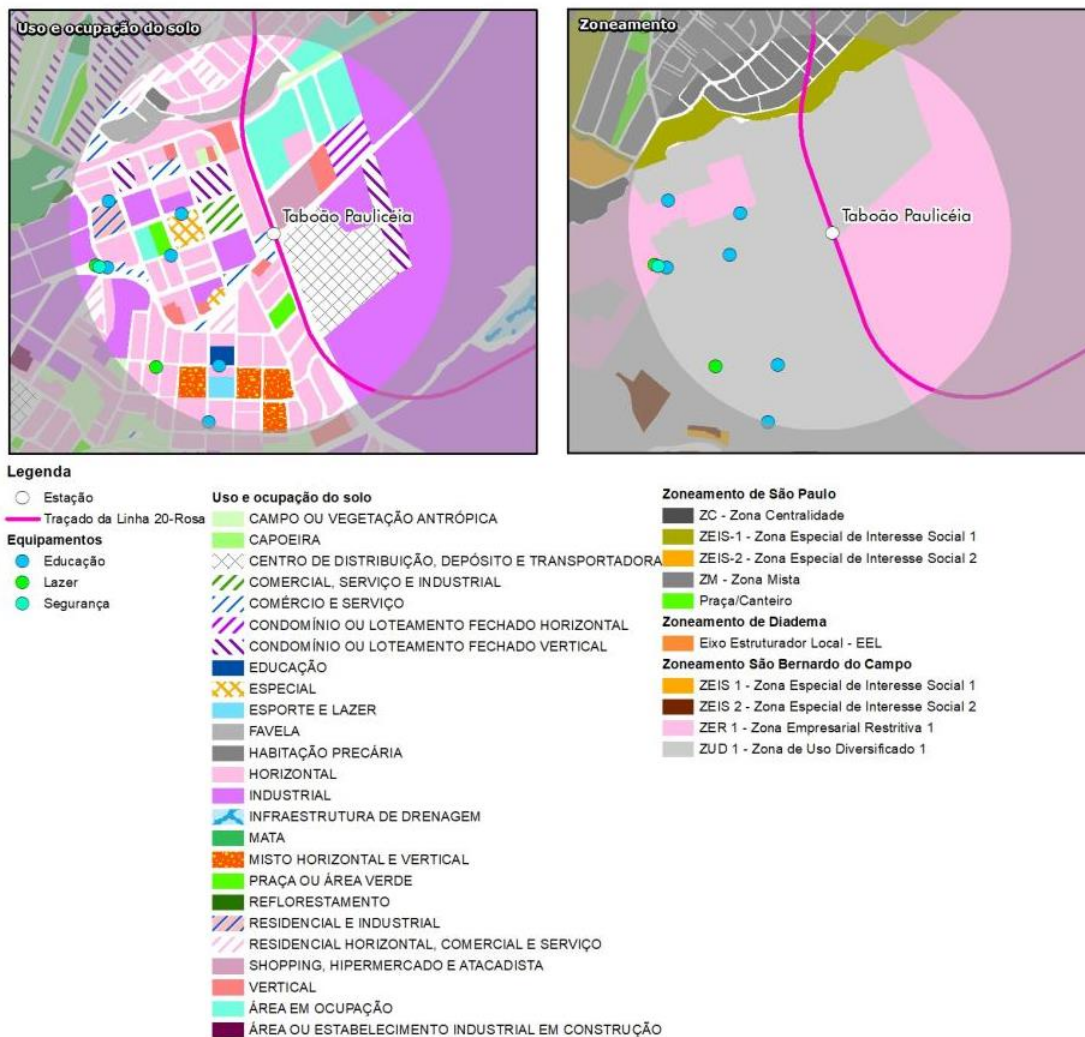 Uso e ocupação do solo
Taboão Paulicéia
Zoneamento
Taboão Paulicéia
Legenda
Estação
Traçado da Linha 20-Rosa
Equipamentos
Educação
Lazer
Segurança
Uso e ocupação do solo
CAMPO OU VEGETAÇÃO ANTRÓPICA
CAPOEIRA
CENTRO DE DISTRIBUIÇÃO, DEPÓSITO E TRANSPORTADORA
COMERCIAL, SERVIÇO E INDUSTRIAL
COMÉRCIO E SERVIÇO
CONDOMÍNIO OU LOTEAMENTO FECHADO HORIZONTAL
CONDOMÍNIO OU LOTEAMENTO FECHADO VERTICAL
EDUCAÇÃO
ESPECIAL
ESPORTE E LAZER
FAVELA
HABITAÇÃO PRECÁRIA
HORIZONTAL
INDUSTRIAL
INFRAESTRUTURA DE DRENAGEM
MATA
MISTO HORIZONTAL E VERTICAL
PRAÇA OU ÁREA VERDE
REFLORESTAMENTO
RESIDENCIAL E INDUSTRIAL
RESIDENCIAL HORIZONTAL, COMERCIAL E SERVIÇO
SHOPPING, HIPERMERCADO E ATACADISTA
VERTICAL
ÁREA EM OCUPAÇÃO
ÁREA OU ESTABELECIMENTO INDUSTRIAL EM CONSTRUÇÃO
Zoneamento de São Paulo
ZC - Zona Centralidade
ZEIS-1 - Zona Especial de Interesse Social 1
ZEIS-2 - Zona Especial de Interesse Social 2
ZM - Zona Mista
Praça/Canteiro
Zoneamento de Diadema
Eixo Estruturador Local - EEL
Zoneamento São Bernardo do Campo
ZEIS 1 - Zona Especial de Interesse Social 1
ZEIS 2 - Zona Especial de Interesse Social 2
ZER 1 - Zona Empresarial Restritiva 1
ZUD 1 - Zona de Uso Diversificado 1